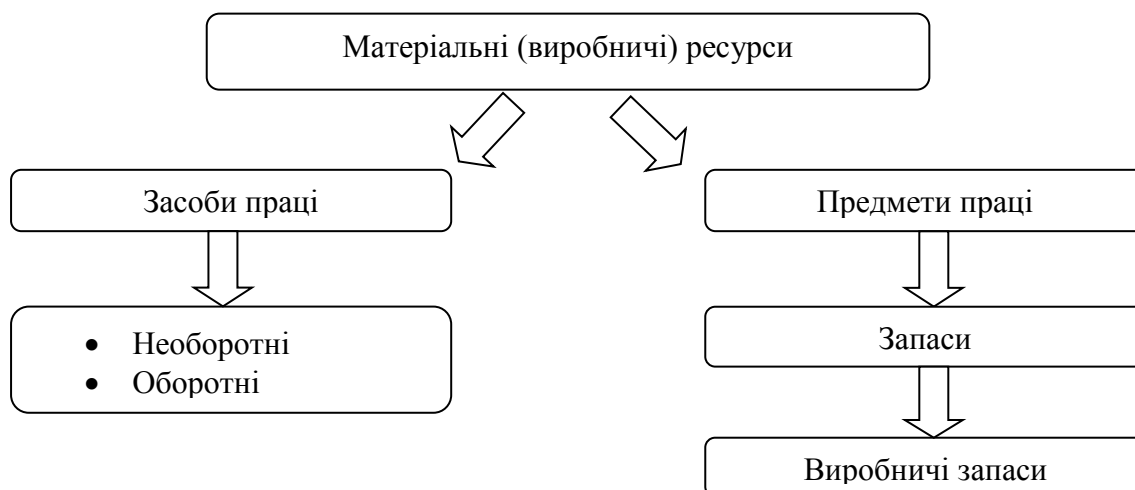 Матеріальні (виробничі) ресурси
Засоби праці
Предмети праці
• Необоротні
• Оборотні
Запаси
Виробничі запаси